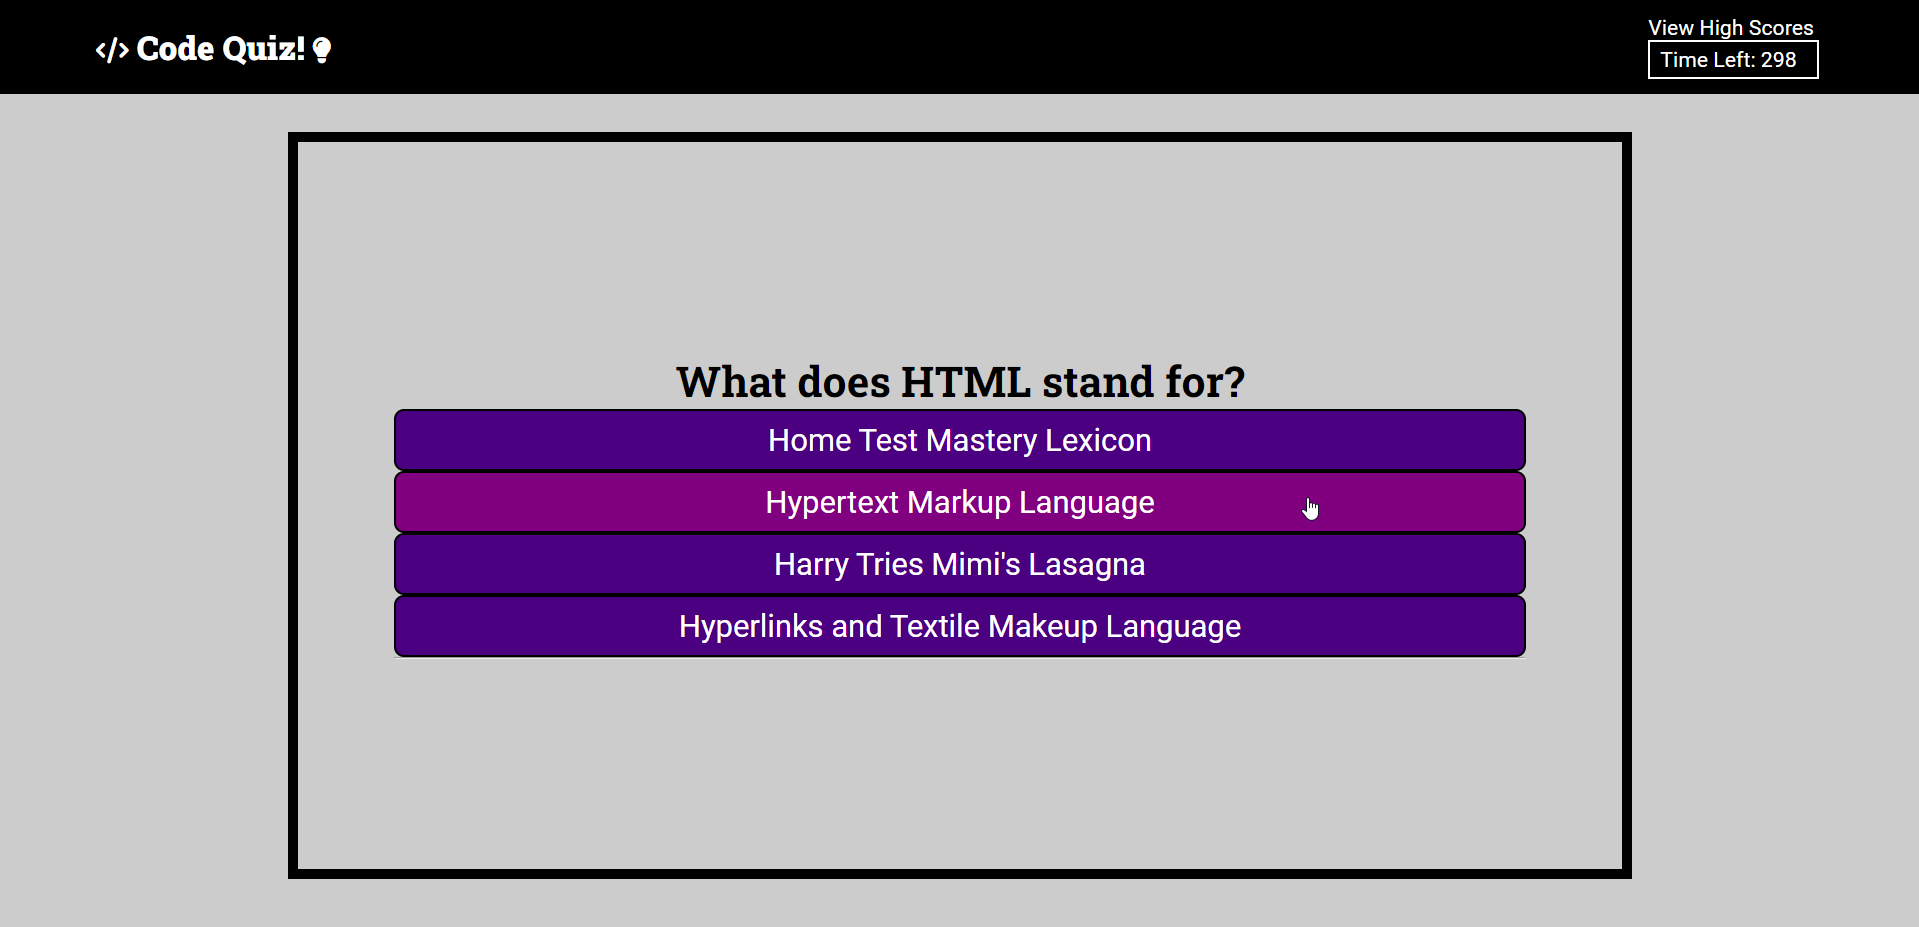 </> Code Quiz!
View High Scores
Time Left: 298
What does HTML stand for?
Home Test Mastery Lexicon
Hypertext Markup Language
Harry Tries Mimi's Lasagna
Hyperlinks and Textile Makeup Language